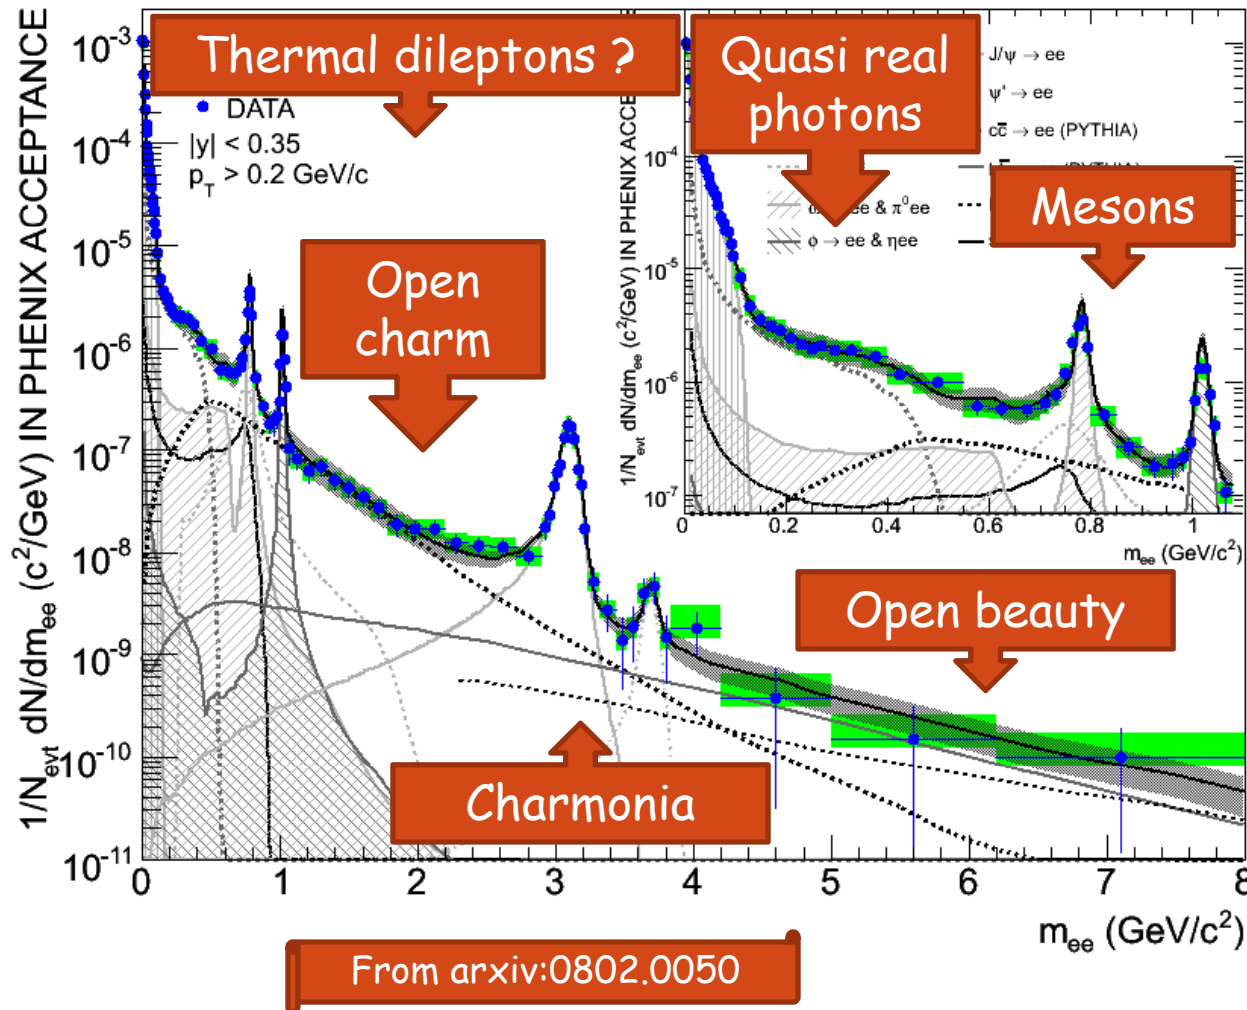 Thermal dileptons ?
Quasi real
photons
Mesons
Open
charm
Open beauty
Charmonia
From arxiv:0802.0050
1/N_evt dN/dm_ee (c²/GeV) IN PHENIX ACCEPTANCE
10⁻³
10⁻⁴
10⁻⁵
10⁻⁶
10⁻⁷
10⁻⁸
10⁻⁹
10⁻¹⁰
10⁻¹¹
DATA
|y| < 0.35
p_T > 0.2 GeV/c
0 1 2 3 4 5 6 7 8
m_ee (GeV/c²)
1/N_evt dN/dm_ee (c²/GeV) IN PHENIX ACCE
10⁻⁴
10⁻⁵
10⁻⁶
10⁻⁷
J/ψ → ee
ψ' → ee
cc̄ → ee (PYTHIA)
ee & π⁰ee
φ → ee & ηee
0 0.2 0.4 0.6 0.8 1
m_ee (GeV/c²)